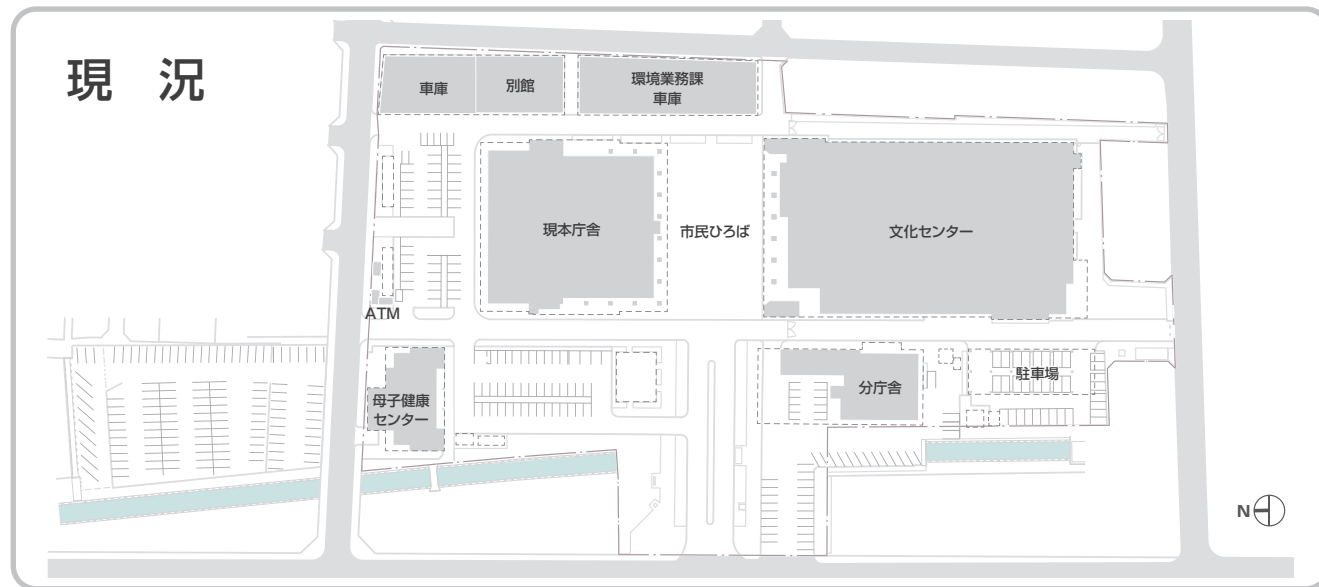 現 況
車庫
別館
環境業務課
車庫
現本庁舎
市民ひろば
文化センター
ATM
母子健康
センター
分庁舎
駐車場
N